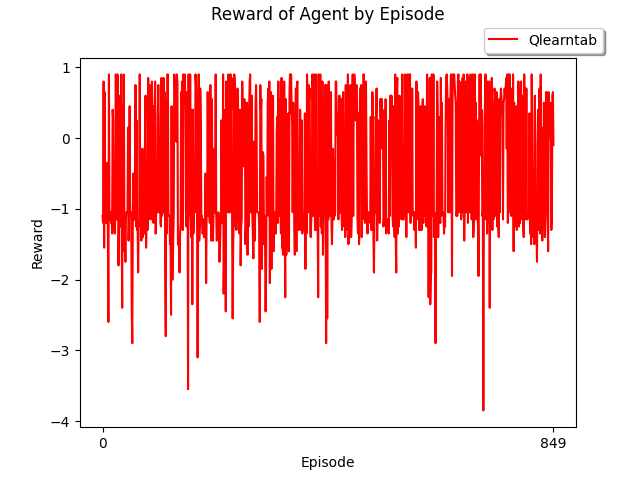 Reward of Agent by Episode
Qlearntab
1
0
−1
−2
−3
−4
Reward
0
849
Episode